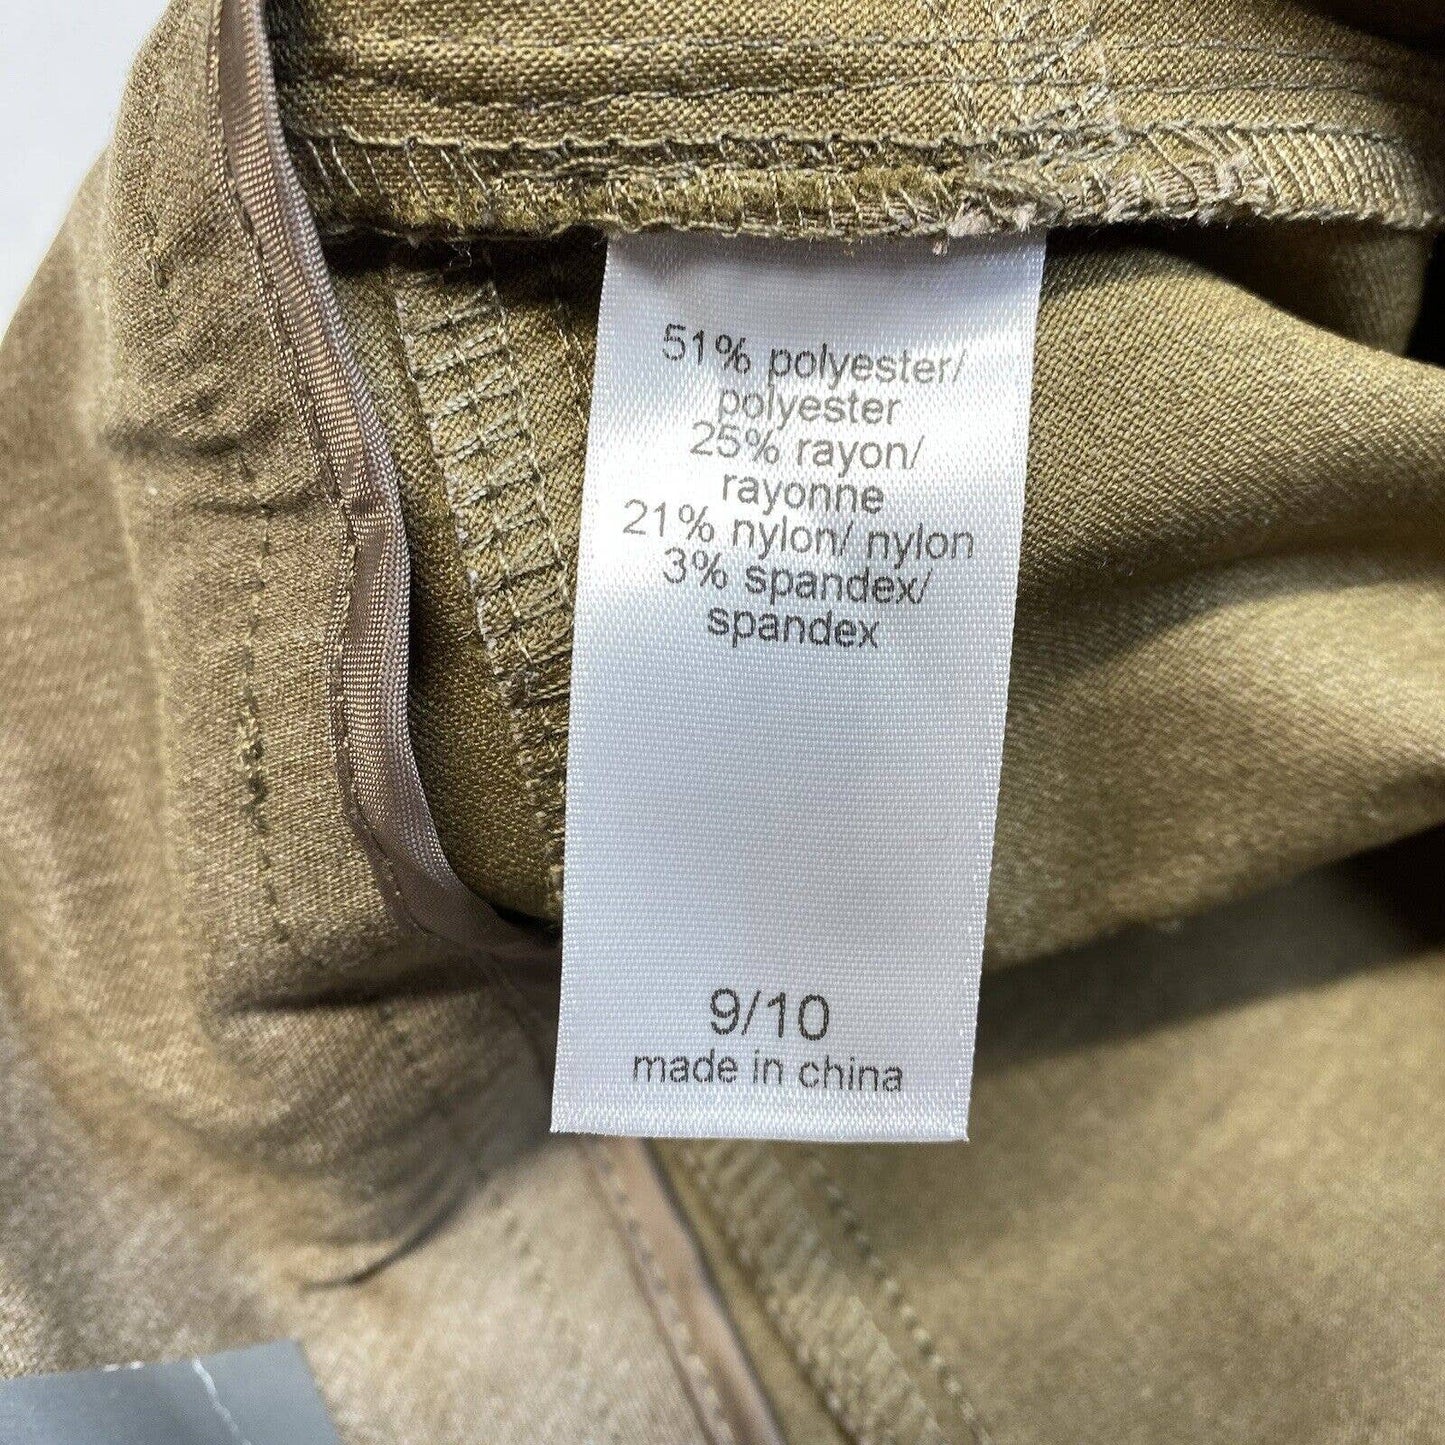 51% polyester/
polyester
25% rayon/
rayonne
21% nylon/ nylon
3% spandex/
spandex
9/10
made in china